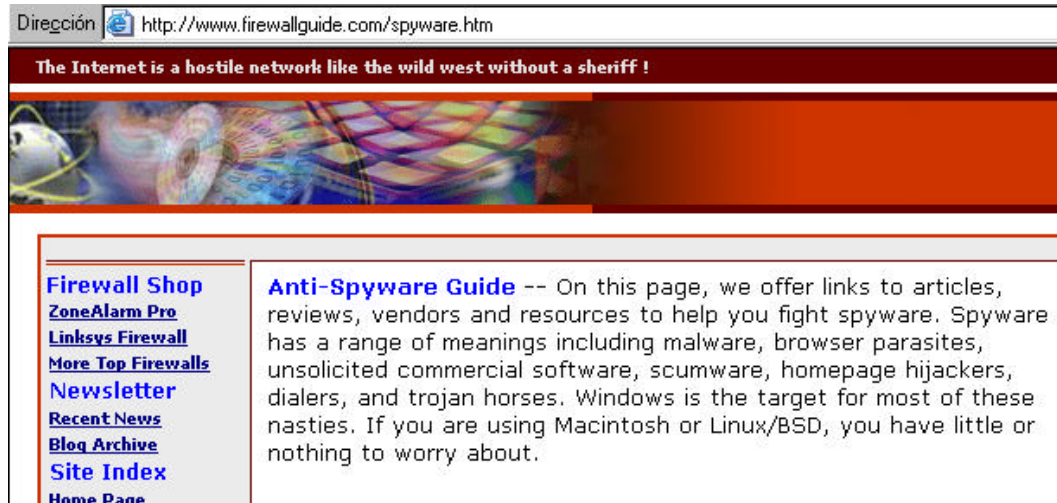 Dirección http://www.firewallguide.com/spyware.htm
The Internet is a hostile network like the wild west without a sheriff !
Firewall Shop
ZoneAlarm Pro
Linksys Firewall
More Top Firewalls
Newsletter
Recent News
Blog Archive
Site Index
Home Page
Anti-Spyware Guide -- On this page, we offer links to articles,
reviews, vendors and resources to help you fight spyware. Spyware
has a range of meanings including malware, browser parasites,
unsolicited commercial software, scumware, homepage hijackers,
dialers, and trojan horses. Windows is the target for most of these
nasties. If you are using Macintosh or Linux/BSD, you have little or
nothing to worry about.